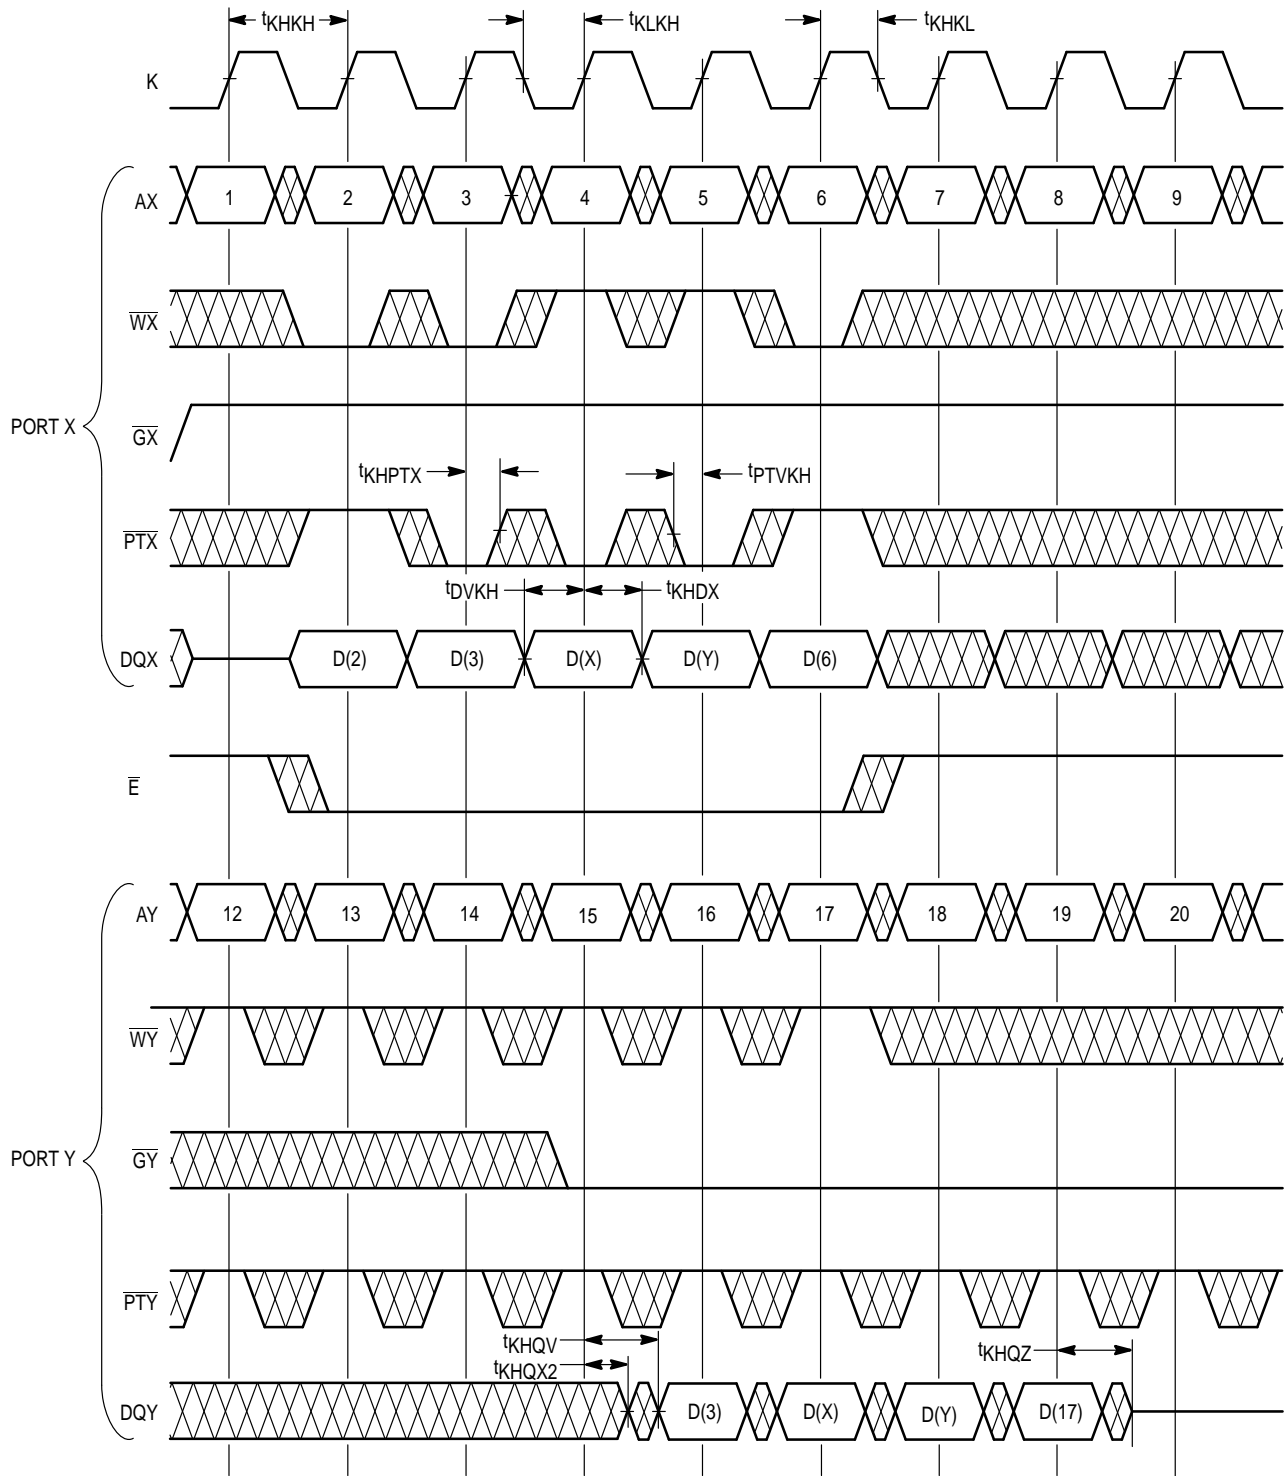 tKHKH tKLKH tKHKL
K
AX 1 2 3 4 5 6 7 8 9
WX
PORT X
GX
tKHPTX tPTVKH
PTX
tDVKH tKHDX
DQX D(2) D(3) D(X) D(Y) D(6)
E
AY 12 13 14 15 16 17 18 19 20
WY
PORT Y GY
PTY
tKHQV tKHQZ
tKHQX2
DQY D(3) D(X) D(Y) D(17)